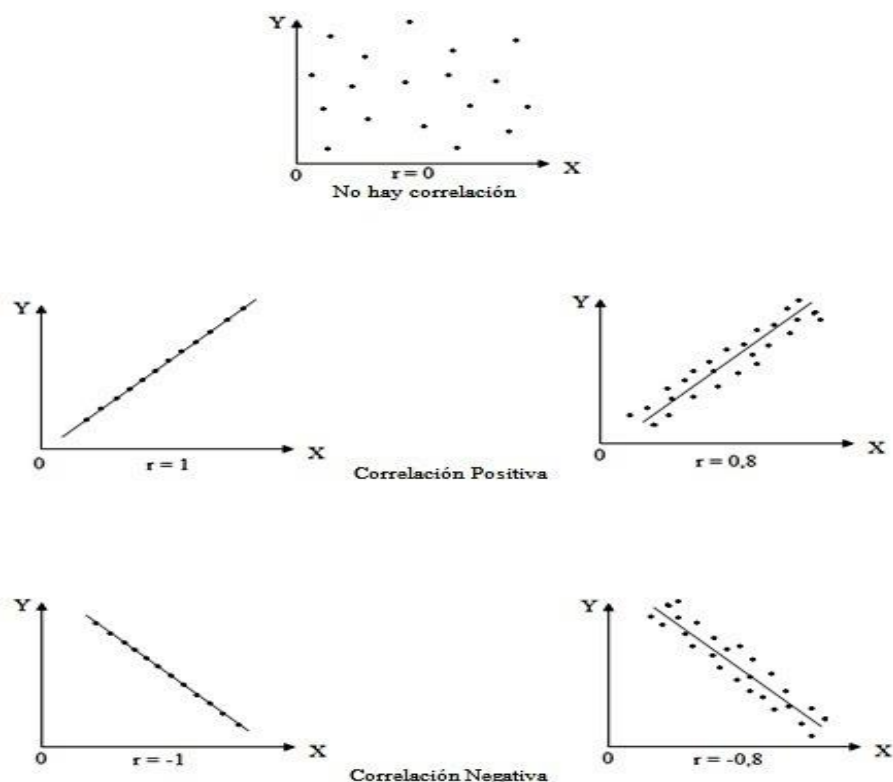 Y
0
r = 0
X
No hay correlación
Y
Y
0
r = 1
X
0
r = 0,8
X
Correlación Positiva
Y
Y
0
r = -1
X
0
r = -0,8
X
Correlación Negativa